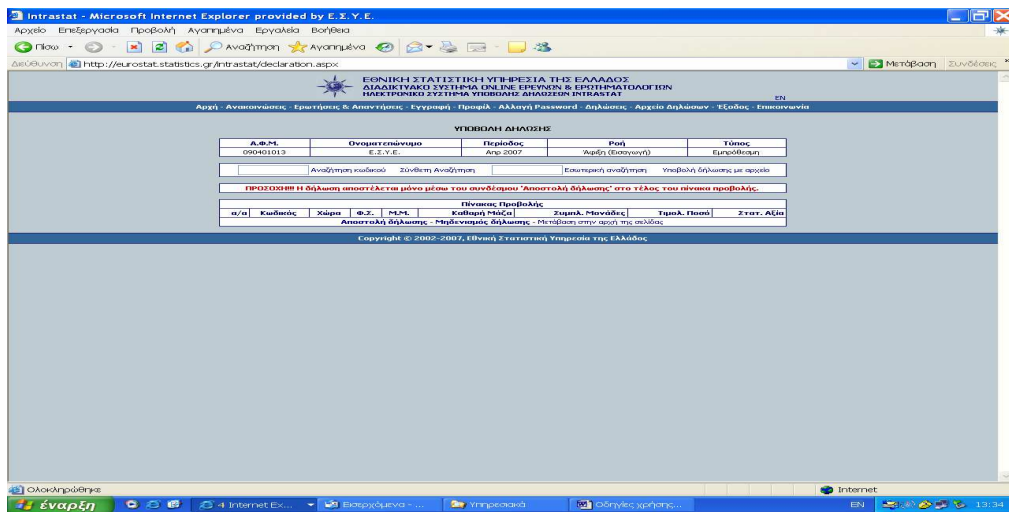 Intrastat - Microsoft Internet Explorer provided by Ε.Σ.Υ.Ε.
Αρχείο Επεξεργασία Προβολή Αγαπημένα Εργαλεία Βοήθεια
Πίσω Αναζήτηση Αγαπημένα
Διεύθυνση http://eurostat.statistics.gr/intrastat/declaration.aspx Μετάβαση Συνδέσεις
ΕΘΝΙΚΗ ΣΤΑΤΙΣΤΙΚΗ ΥΠΗΡΕΣΙΑ ΤΗΣ ΕΛΛΑΔΟΣ
ΔΙΑΔΙΚΤΥΑΚΟ ΣΥΣΤΗΜΑ ONLINE ΕΡΕΥΝΩΝ & ΕΡΩΤΗΜΑΤΟΛΟΓΙΩΝ
ΗΛΕΚΤΡΟΝΙΚΟ ΣΥΣΤΗΜΑ ΥΠΟΒΟΛΗΣ ΔΗΛΩΣΕΩΝ INTRASTAT
EN
Αρχή - Ανακοινώσεις - Ερωτήσεις & Απαντήσεις - Εγγραφή - Προφίλ - Αλλαγή Password - Δηλώσεις - Αρχείο Δηλώσεων - Έξοδος - Επικοινωνία
ΥΠΟΒΟΛΗ ΔΗΛΩΣΗΣ
Α.Φ.Μ. Ονοματεπώνυμο Περίοδος Ροή Τύπος
090401013 Ε.Σ.Υ.Ε. Απρ 2007 Άφιξη (Εισαγωγή) Εμπρόθεσμη
Αναζήτηση κωδικού Σύνθετη Αναζήτηση Εσωτερική αναζήτηση Υποβολή δήλωσης με αρχείο
ΠΡΟΣΟΧΗ!!! Η δήλωση αποστέλεται μόνο μέσω του συνδέσμου 'Αποστολή δήλωσης' στο τέλος του πίνακα προβολής.
Πίνακας Προβολής
α/α Κωδικός Χώρα Φ.Σ. Μ.Μ. Καθαρή Μάζα Συμπλ. Μονάδες Τιμολ. Ποσό Στατ. Αξία
Αποστολή δήλωσης - Μηδενισμός δήλωσης - Μετάβαση στην αρχή της σελίδας
Copyright © 2002-2007, Εθνική Στατιστική Υπηρεσία της Ελλάδος
Ολοκληρώθηκε Internet
έναρξη 4 Internet Ex... Εισερχόμενα - ... Υπηρεσιακά Οδηγίες χρήσης... EN 13:34